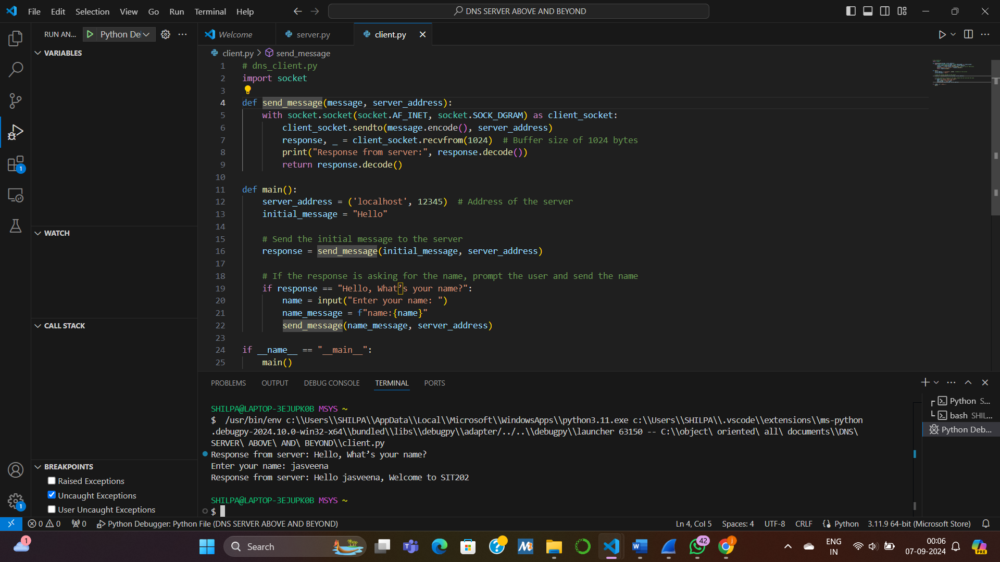 File Edit Selection View Go Run Terminal Help
DNS SERVER ABOVE AND BEYOND
RUN AN... Python De
VARIABLES
WATCH
CALL STACK
BREAKPOINTS
Raised Exceptions
Uncaught Exceptions
User Uncaught Exceptions
1
1
Welcome server.py client.py
client.py > send_message
1 # dns_client.py
2 import socket
3
4 def send_message(message, server_address):
5 with socket.socket(socket.AF_INET, socket.SOCK_DGRAM) as client_socket:
6 client_socket.sendto(message.encode(), server_address)
7 response, _ = client_socket.recvfrom(1024)  # Buffer size of 1024 bytes
8 print("Response from server:", response.decode())
9 return response.decode()
10
11 def main():
12 server_address = ('localhost', 12345)  # Address of the server
13 initial_message = "Hello"
14
15 # Send the initial message to the server
16 response = send_message(initial_message, server_address)
17
18 # If the response is asking for the name, prompt the user and send the name
19 if response == "Hello, What’s your name?":
20 name = input("Enter your name: ")
21 name_message = f"name:{name}"
22 send_message(name_message, server_address)
23
24 if __name__ == "__main__":
25 main()
PROBLEMS OUTPUT DEBUG CONSOLE TERMINAL PORTS
SHILPA@LAPTOP-3EJUPK0B MSYS ~
$  /usr/bin/env c:\\Users\\SHILPA\\AppData\\Local\\Microsoft\\WindowsApps\\python3.11.exe c:\\Users\\SHILPA\\.vscode\\extensions\\ms-python
.debugpy-2024.10.0-win32-x64\\bundled\\libs\\debugpy\\adapter/../..\\debugpy\\launcher 63150 -- C:\\object\ oriented\ all\ documents\\DNS\
SERVER\ ABOVE\ AND\ BEYOND\\client.py
Response from server: Hello, What’s your name?
Enter your name: jasveena
Response from server: Hello jasveena, Welcome to SIT202
SHILPA@LAPTOP-3EJUPK0B MSYS ~
$
Python S...
bash SHIL...
Python Deb...
0 0 0 Python Debugger: Python File (DNS SERVER ABOVE AND BEYOND) Ln 4, Col 5 Spaces: 4 UTF-8 CRLF Python 3.11.9 64-bit (Microsoft Store)
1 Search 42 j ENG IN 00:06 07-09-2024 PRE